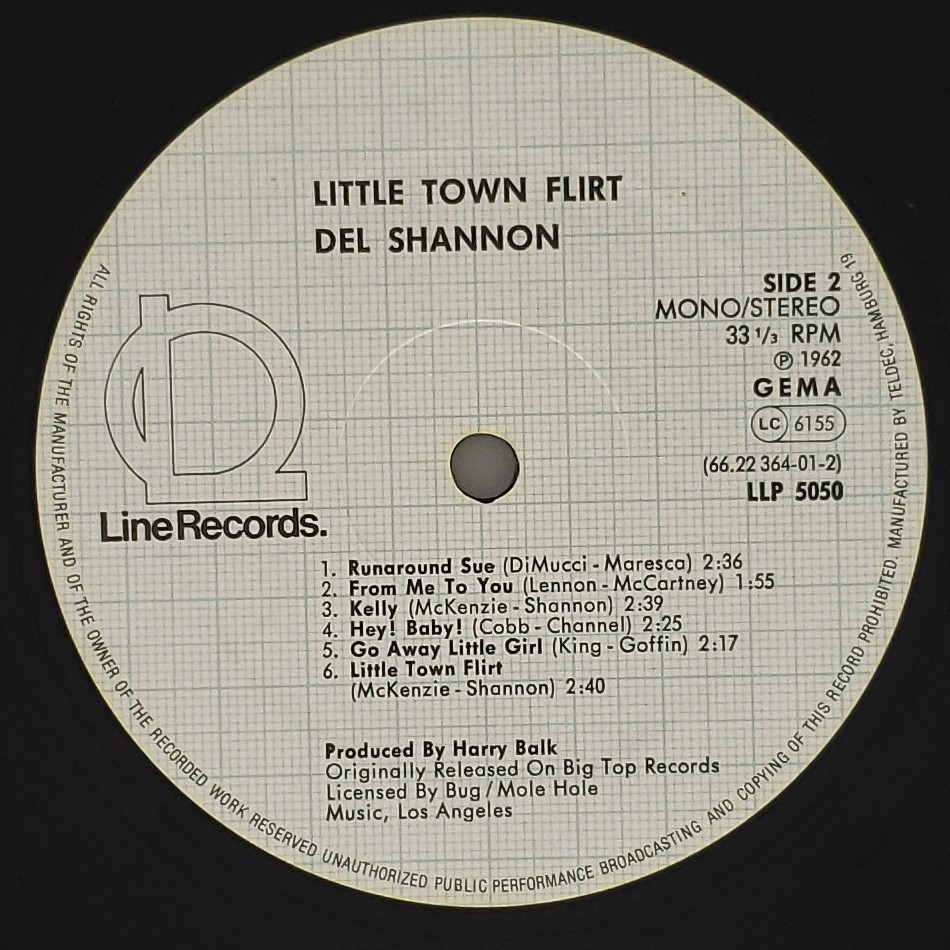 LITTLE TOWN FLIRT
DEL SHANNON
SIDE 2
MONO/STEREO
33 1/3 RPM
Ⓟ 1962
GEMA
LC 6155
(66.22 364-01-2)
LLP 5050
Line Records.
1. Runaround Sue (DiMucci - Maresca) 2:36
2. From Me To You (Lennon - McCartney) 1:55
3. Kelly (McKenzie - Shannon) 2:39
4. Hey! Baby! (Cobb - Channel) 2:25
5. Go Away Little Girl (King - Goffin) 2:17
6. Little Town Flirt
(McKenzie - Shannon) 2:40
Produced By Harry Balk
Originally Released On Big Top Records
Licensed By Bug / Mole Hole
Music, Los Angeles
ALL RIGHTS OF THE MANUFACTURER AND OF THE OWNER OF THE RECORDED WORK RESERVED UNAUTHORIZED PUBLIC PERFORMANCE BROADCASTING AND COPYING OF THIS RECORD PROHIBITED. MANUFACTURED BY TELDEC, HAMBURG 19